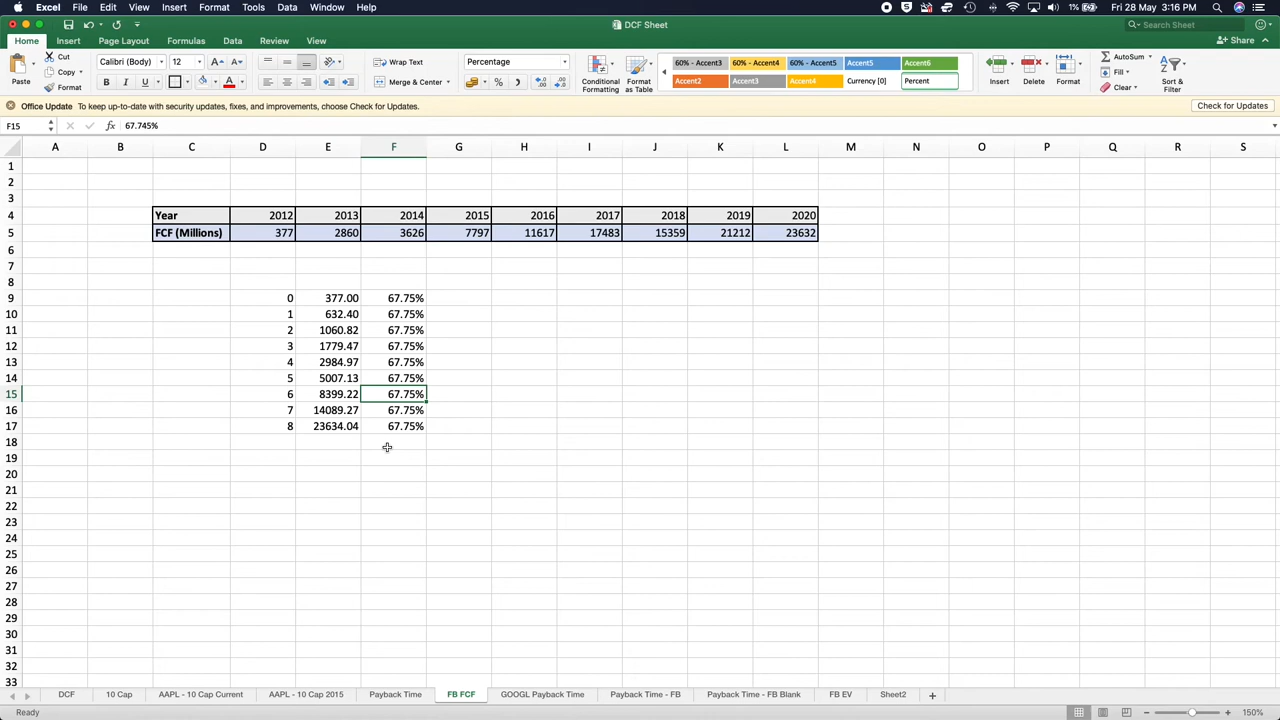 Excel File Edit View Insert Format Tools Data Window Help 1% Fri 28 May 3:16 PM
DCF Sheet Search Sheet
Home Insert Page Layout Formulas Data Review View Share
Paste Cut Copy Format Calibri (Body) 12 A A Wrap Text Percentage Conditional Formatting Format as Table 60% - Accent3 60% - Accent4 60% - Accent5 Accent5 Accent6 Insert Delete Format AutoSum Fill Clear Sort & Filter
B I U A Merge & Center % Accent2 Accent3 Accent4 Currency [0] Percent
Office Update To keep up-to-date with security updates, fixes, and improvements, choose Check for Updates. Check for Updates
F15 fx 67.745%
A B C D E F G H I J K L M N O P Q R S
1
2
3
4 Year 2012 2013 2014 2015 2016 2017 2018 2019 2020
5 FCF (Millions) 377 2860 3626 7797 11617 17483 15359 21212 23632
6
7
8
9 0 377.00 67.75%
10 1 632.40 67.75%
11 2 1060.82 67.75%
12 3 1779.47 67.75%
13 4 2984.97 67.75%
14 5 5007.13 67.75%
15 6 8399.22 67.75%
16 7 14089.27 67.75%
17 8 23634.04 67.75%
18
19
20
21
22
23
24
25
26
27
28
29
30
31
32
33
DCF 10 Cap AAPL - 10 Cap Current AAPL - 10 Cap 2015 Payback Time FB FCF GOOGL Payback Time Payback Time - FB Payback Time - FB Blank FB EV Sheet2 +
Ready 150%